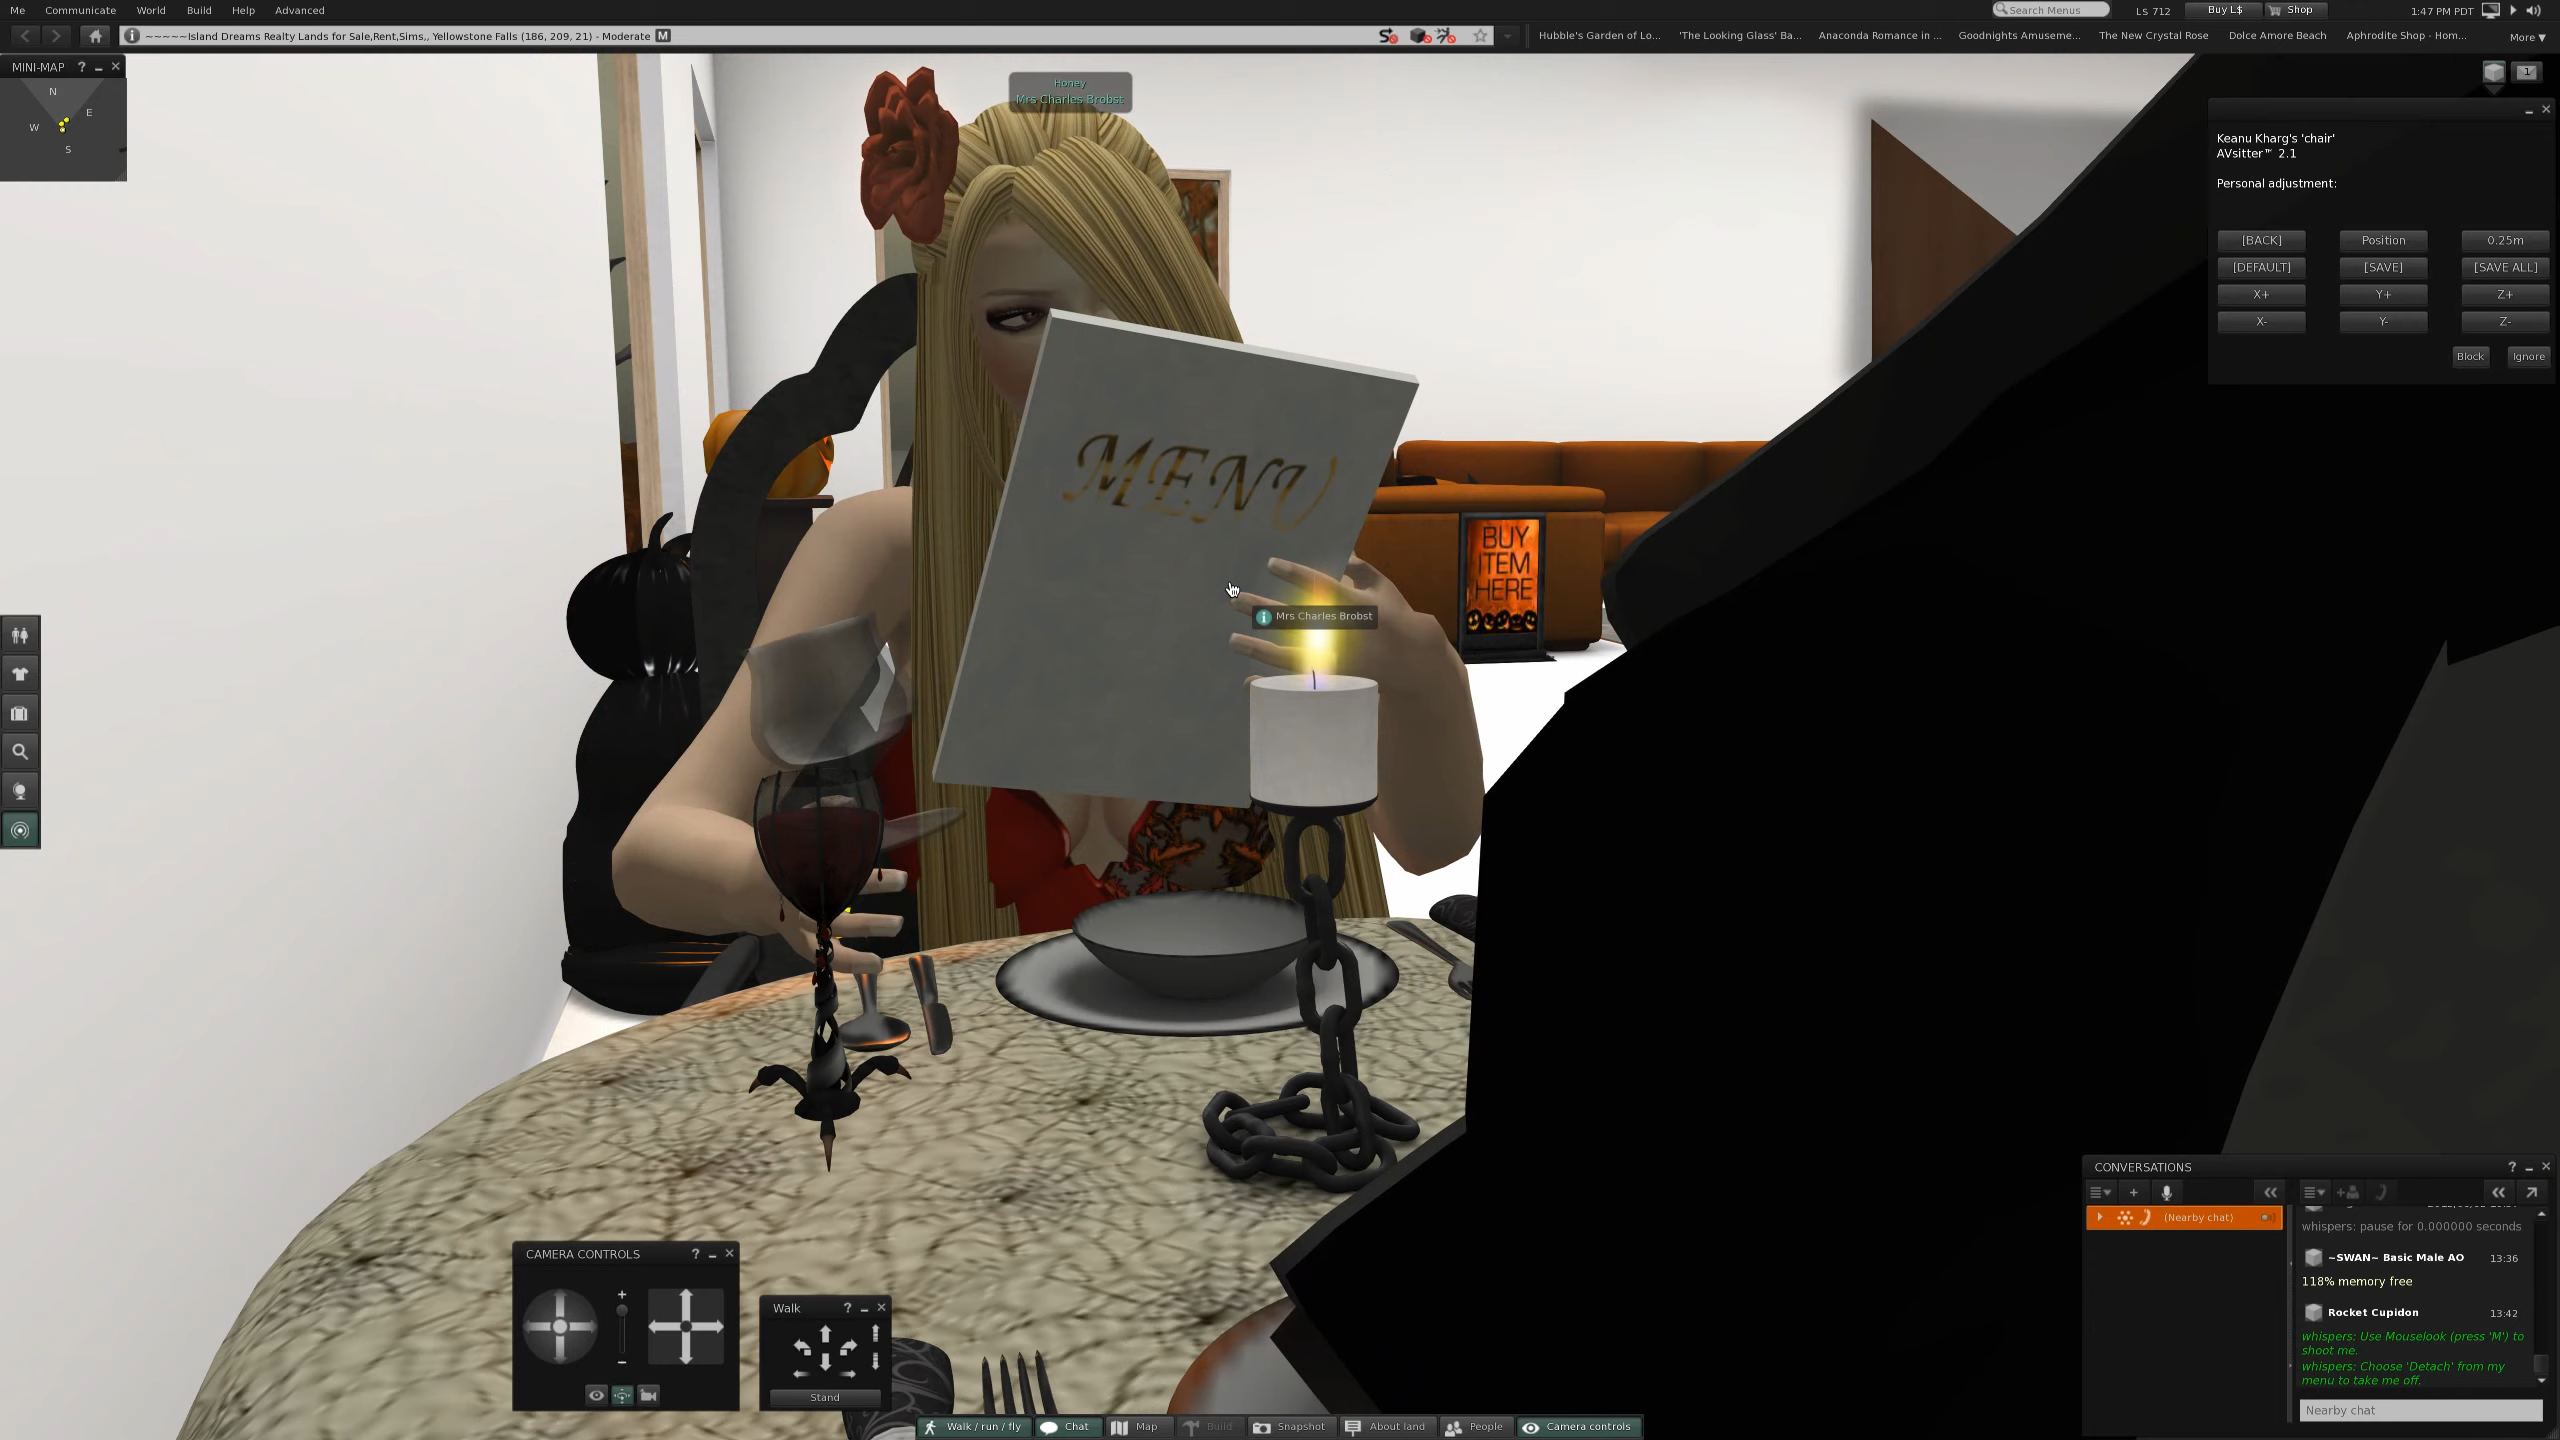 Me Communicate World Build Help Advanced
Search Menus
L$ 712
Buy L$
Shop
1:47 PM PDT
~~~~~Island Dreams Realty Lands for Sale,Rent,Sims,, Yellowstone Falls (186, 209, 21) - Moderate M
Hubble's Garden of Lo...
'The Looking Glass' Ba...
Anaconda Romance in ...
Goodnights Amuseme...
The New Crystal Rose
Dolce Amore Beach
Aphrodite Shop - Hom...
More
MINI-MAP ?
N
E
W
S
Honey
Mrs Charles Brobst
1
Keanu Kharg's 'chair'
AVsitter™ 2.1
Personal adjustment:
[BACK] Position 0.25m
[DEFAULT] [SAVE] [SAVE ALL]
X+ Y+ Z+
X- Y- Z-
Block Ignore
MENU
BUY
ITEM
HERE
Mrs Charles Brobst
CONVERSATIONS ?
(Nearby chat)
whispers: pause for 0.000000 seconds
~SWAN~ Basic Male AO 13:36
118% memory free
Rocket Cupidon 13:42
whispers: Use Mouselook (press 'M') to
shoot me.
whispers: Choose 'Detach' from my
menu to take me off.
Nearby chat
CAMERA CONTROLS ?
Walk ?
Stand
Walk / run / fly
Chat
Map
Build
Snapshot
About land
People
Camera controls